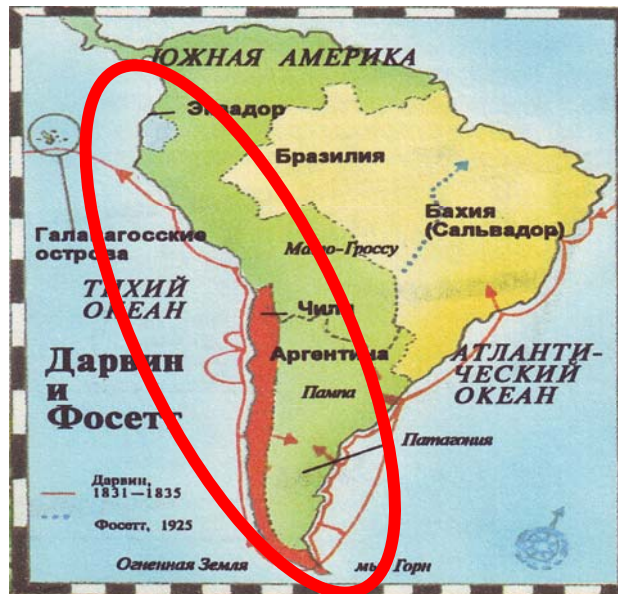 ЮЖНАЯ АМЕРИКА
Эквадор
Бразилия
Бахия
(Сальвадор)
Галапагосские
острова
Мату-Гроссу
ТИХИЙ
ОКЕАН
Чили
Аргентина
АТЛАНТИ-
ЧЕСКИЙ
ОКЕАН
Дарвин
и
Фосетт
Пампа
Патагония
Дарвин,
1831—1835
Фосетт, 1925
Огненная Земля
мыс Горн